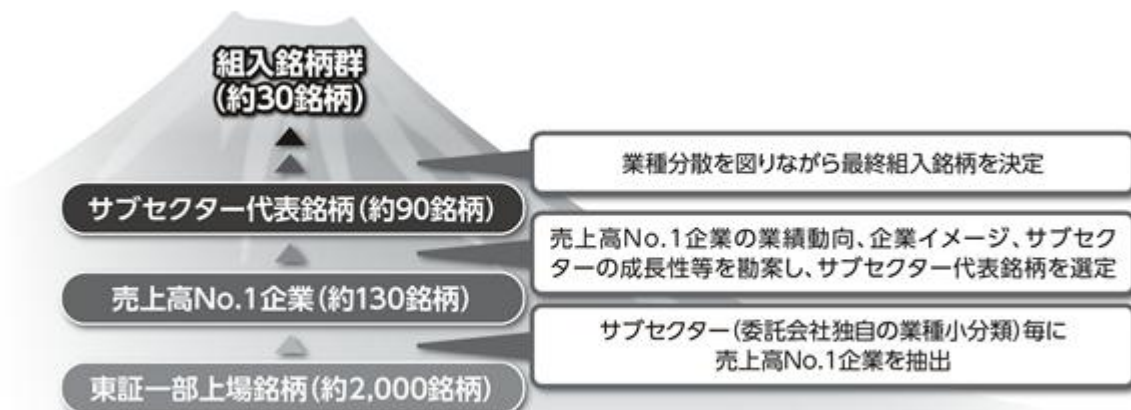 組入銘柄群
(約30銘柄)
業種分散を図りながら最終組入銘柄を決定
サブセクター代表銘柄(約90銘柄)
売上高No.1企業の業績動向、企業イメージ、サブセク
ターの成長性等を勘案し、サブセクター代表銘柄を選定
売上高No.1企業(約130銘柄)
サブセクター(委託会社独自の業種小分類)毎に
売上高No.1企業を抽出
東証一部上場銘柄(約2,000銘柄)